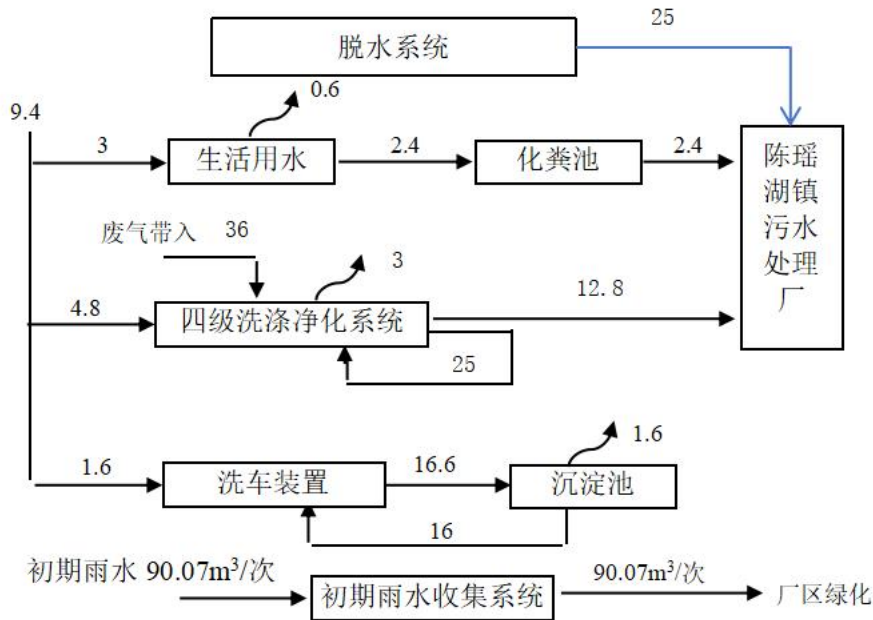 25
脱水系统
0.6
9.4
3
生活用水
2.4
化粪池
2.4
陈瑶
湖镇
污水
处理
厂
废气带入 36
3
4.8
四级洗涤净化系统
12.8
25
1.6
1.6
洗车装置
16.6
沉淀池
16
初期雨水 90.07m³/次
初期雨水收集系统
90.07m³/次
厂区绿化